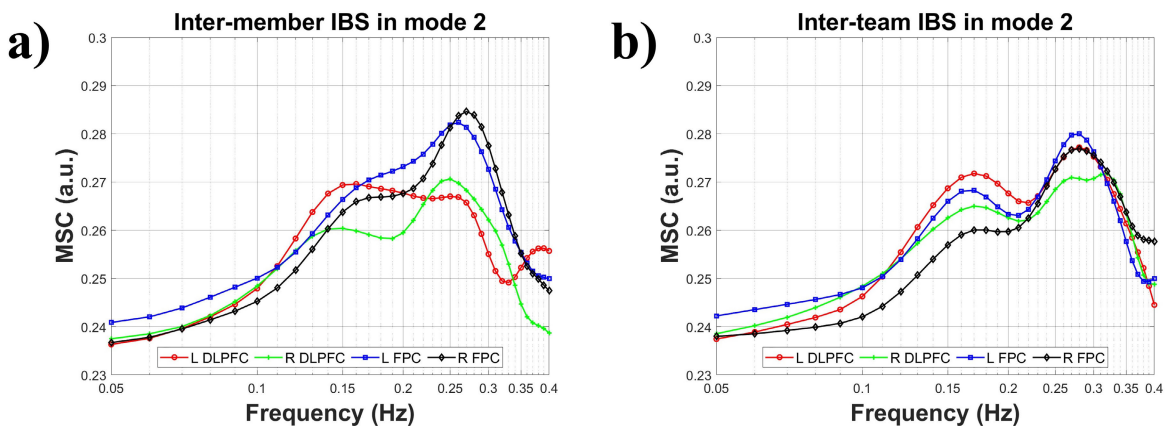 a)
Inter-member IBS in mode 2
0.3
0.29
0.28
0.27
0.26
0.25
0.24
0.23
MSC (a.u.)
L DLPFC R DLPFC L FPC R FPC
0.05 0.1 0.15 0.2 0.25 0.3 0.35 0.4
Frequency (Hz)
b)
Inter-team IBS in mode 2
0.3
0.29
0.28
0.27
0.26
0.25
0.24
0.23
MSC (a.u.)
L DLPFC R DLPFC L FPC R FPC
0.05 0.1 0.15 0.2 0.25 0.3 0.35 0.4
Frequency (Hz)